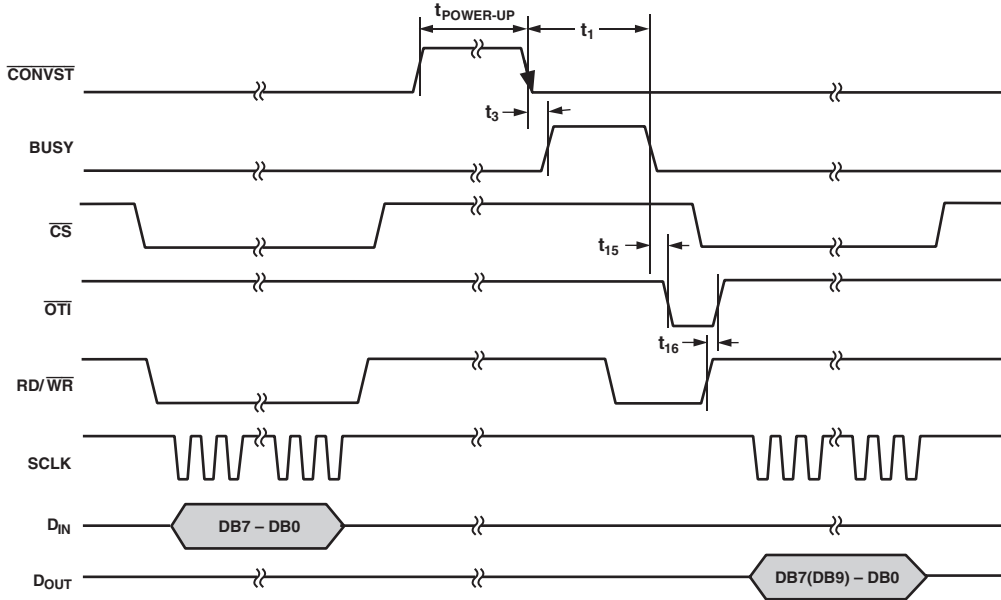 tPOWER-UP
t1
CONVST
t3
BUSY
CS
t15
OTI
t16
RD/WR
SCLK
DIN
DB7 – DB0
DOUT
DB7(DB9) – DB0